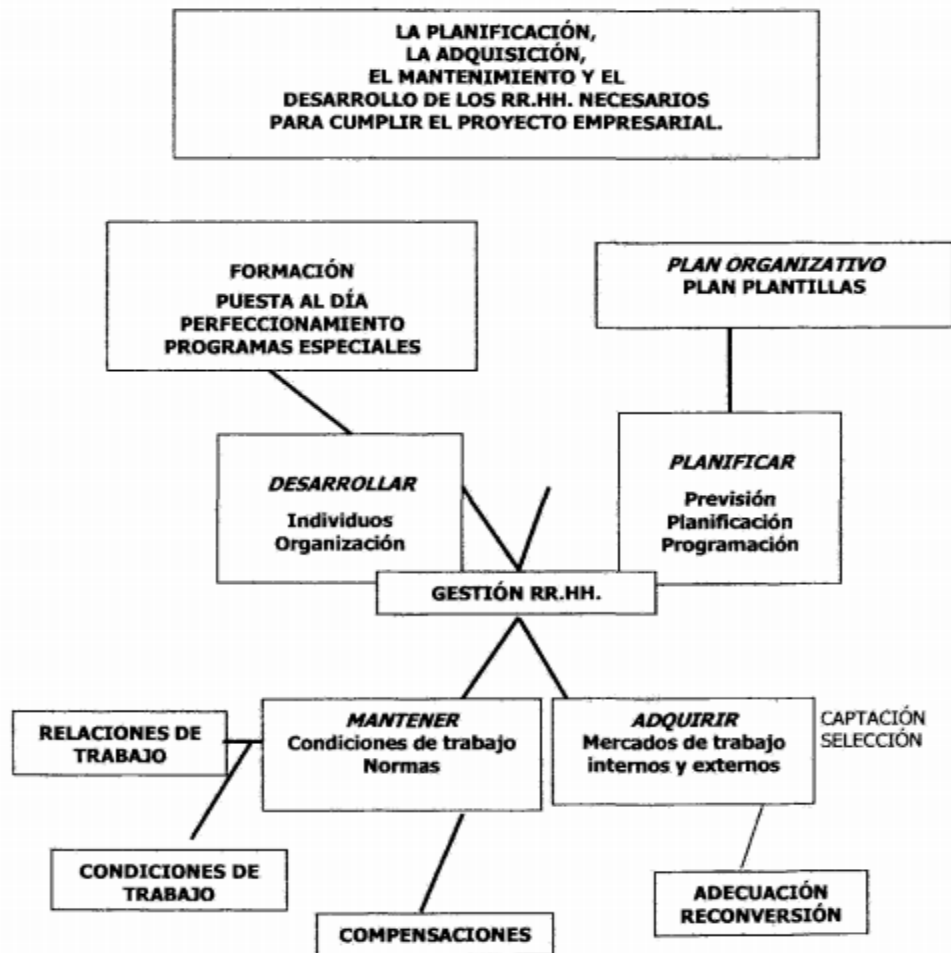 LA PLANIFICACIÓN,
LA ADQUISICIÓN,
EL MANTENIMIENTO Y EL
DESARROLLO DE LOS RR.HH. NECESARIOS
PARA CUMPLIR EL PROYECTO EMPRESARIAL.
FORMACIÓN
PUESTA AL DÍA
PERFECCIONAMIENTO
PROGRAMAS ESPECIALES
PLAN ORGANIZATIVO
PLAN PLANTILLAS
DESARROLLAR
Individuos
Organización
PLANIFICAR
Previsión
Planificación
Programación
GESTIÓN RR.HH.
RELACIONES DE
TRABAJO
MANTENER
Condiciones de trabajo
Normas
ADQUIRIR
Mercados de trabajo
internos y externos
CAPTACIÓN
SELECCIÓN
CONDICIONES DE
TRABAJO
COMPENSACIONES
ADECUACIÓN
RECONVERSIÓN